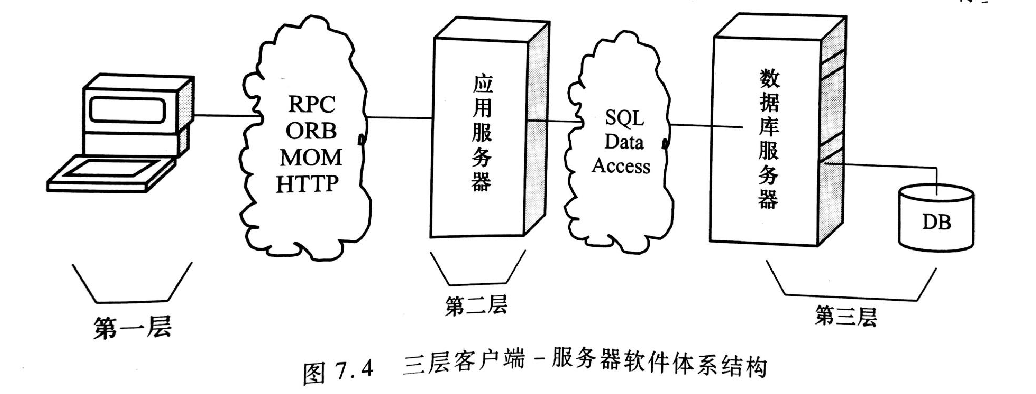 RPC
ORB
MOM
HTTP
应用服务器
SQL
Data
Access
数据库服务器
DB
第一层
第二层
第三层
图 7.4 三层客户端－服务器软件体系结构